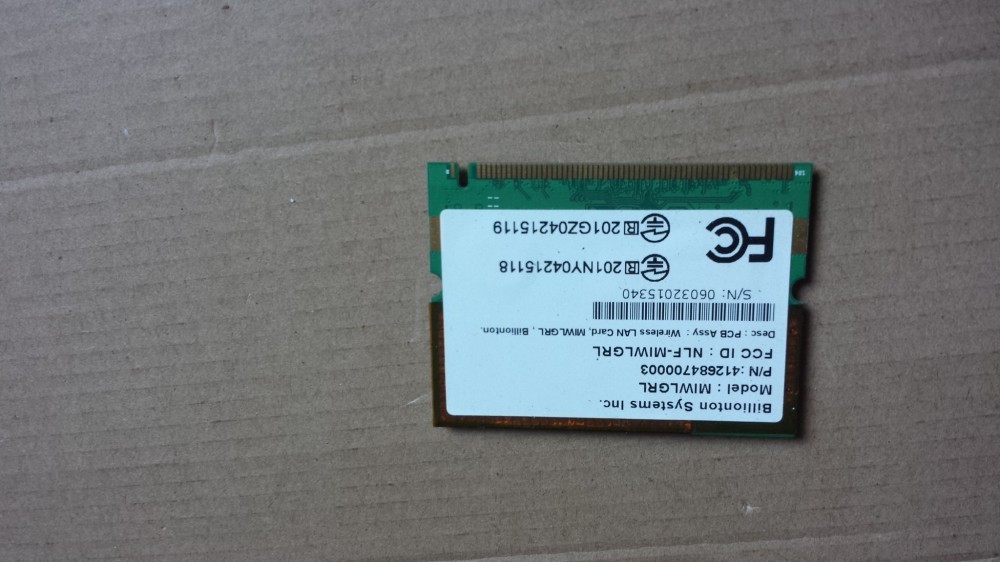 Billionton Systems Inc.
Model : MIWLGRL
P/N:412684700003
FCC ID : NLF-MIWLGRL
Desc : PCB Assy : Wireless LAN Card, MIWLGRL , Billionton.
S/N: 06032015340
R 201NY04215118
R 201GZ04215119
FC